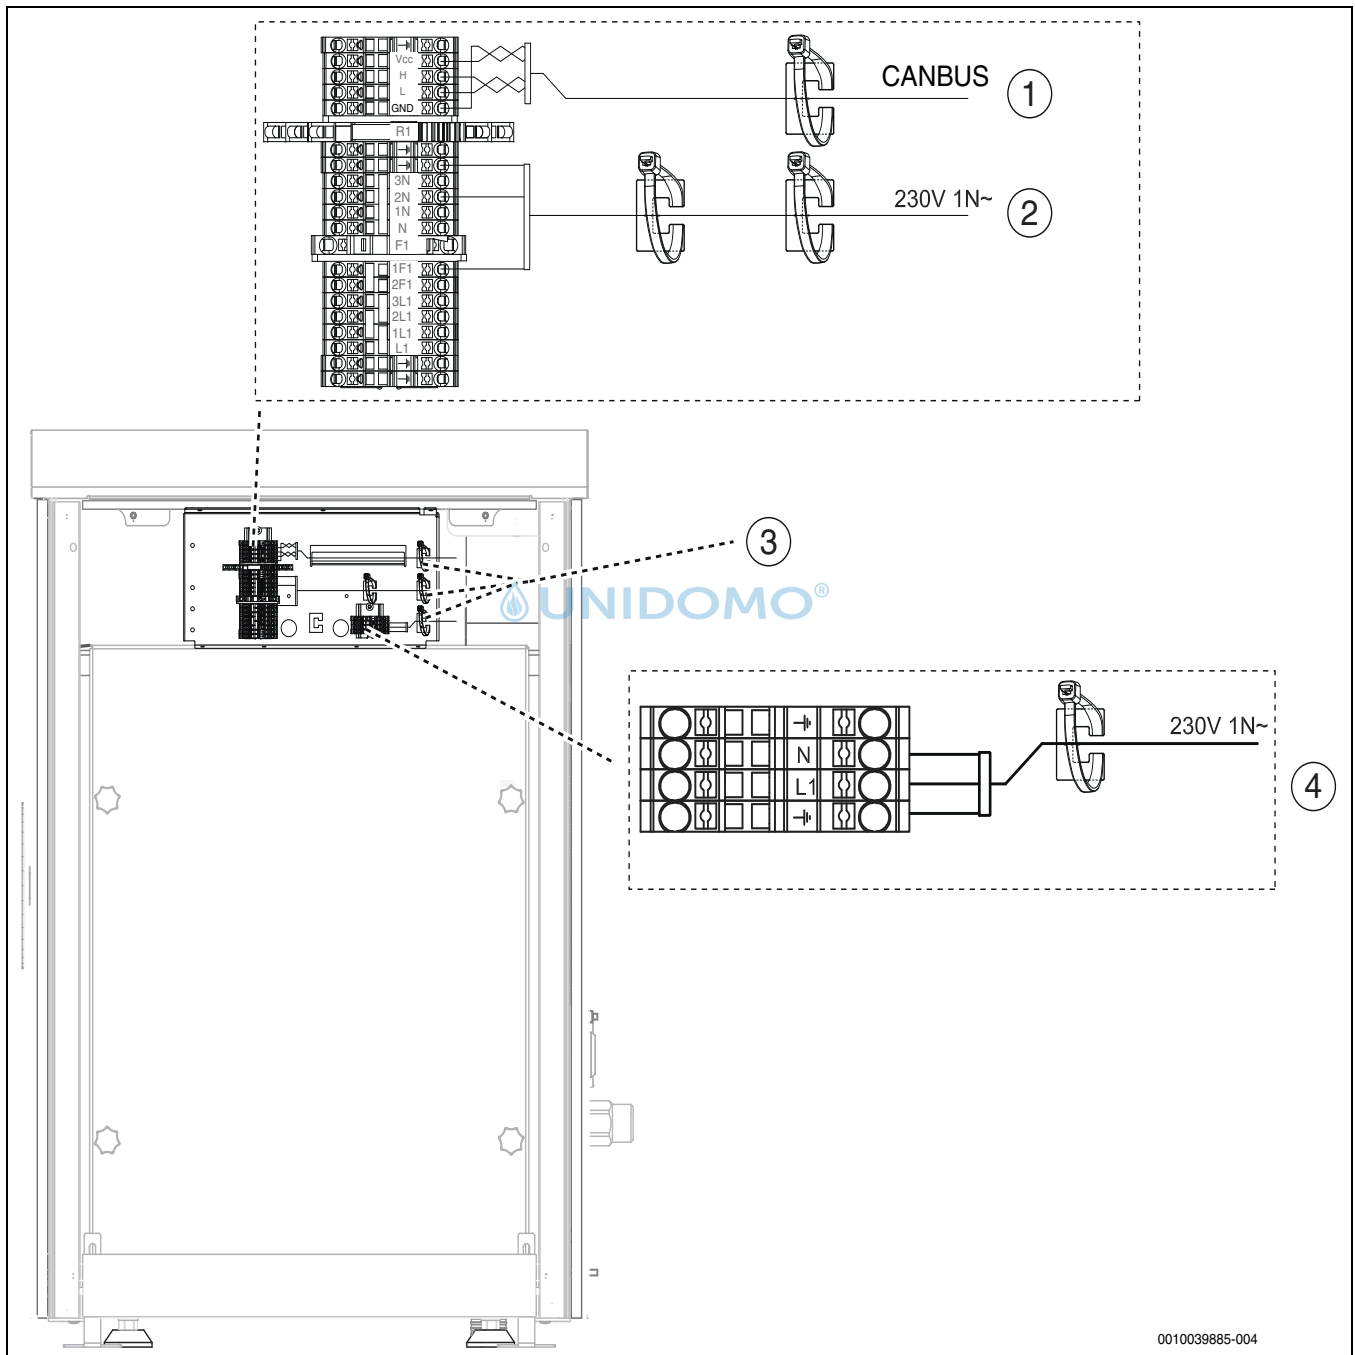 Vcc
H
L
GND
CANBUS
1
R1
3N
2N
1N
N
F1
230V 1N~
2
1F1
2F1
3L1
2L1
1L1
L1
3
UNIDOMO®
N
L1
230V 1N~
4
0010039885-004